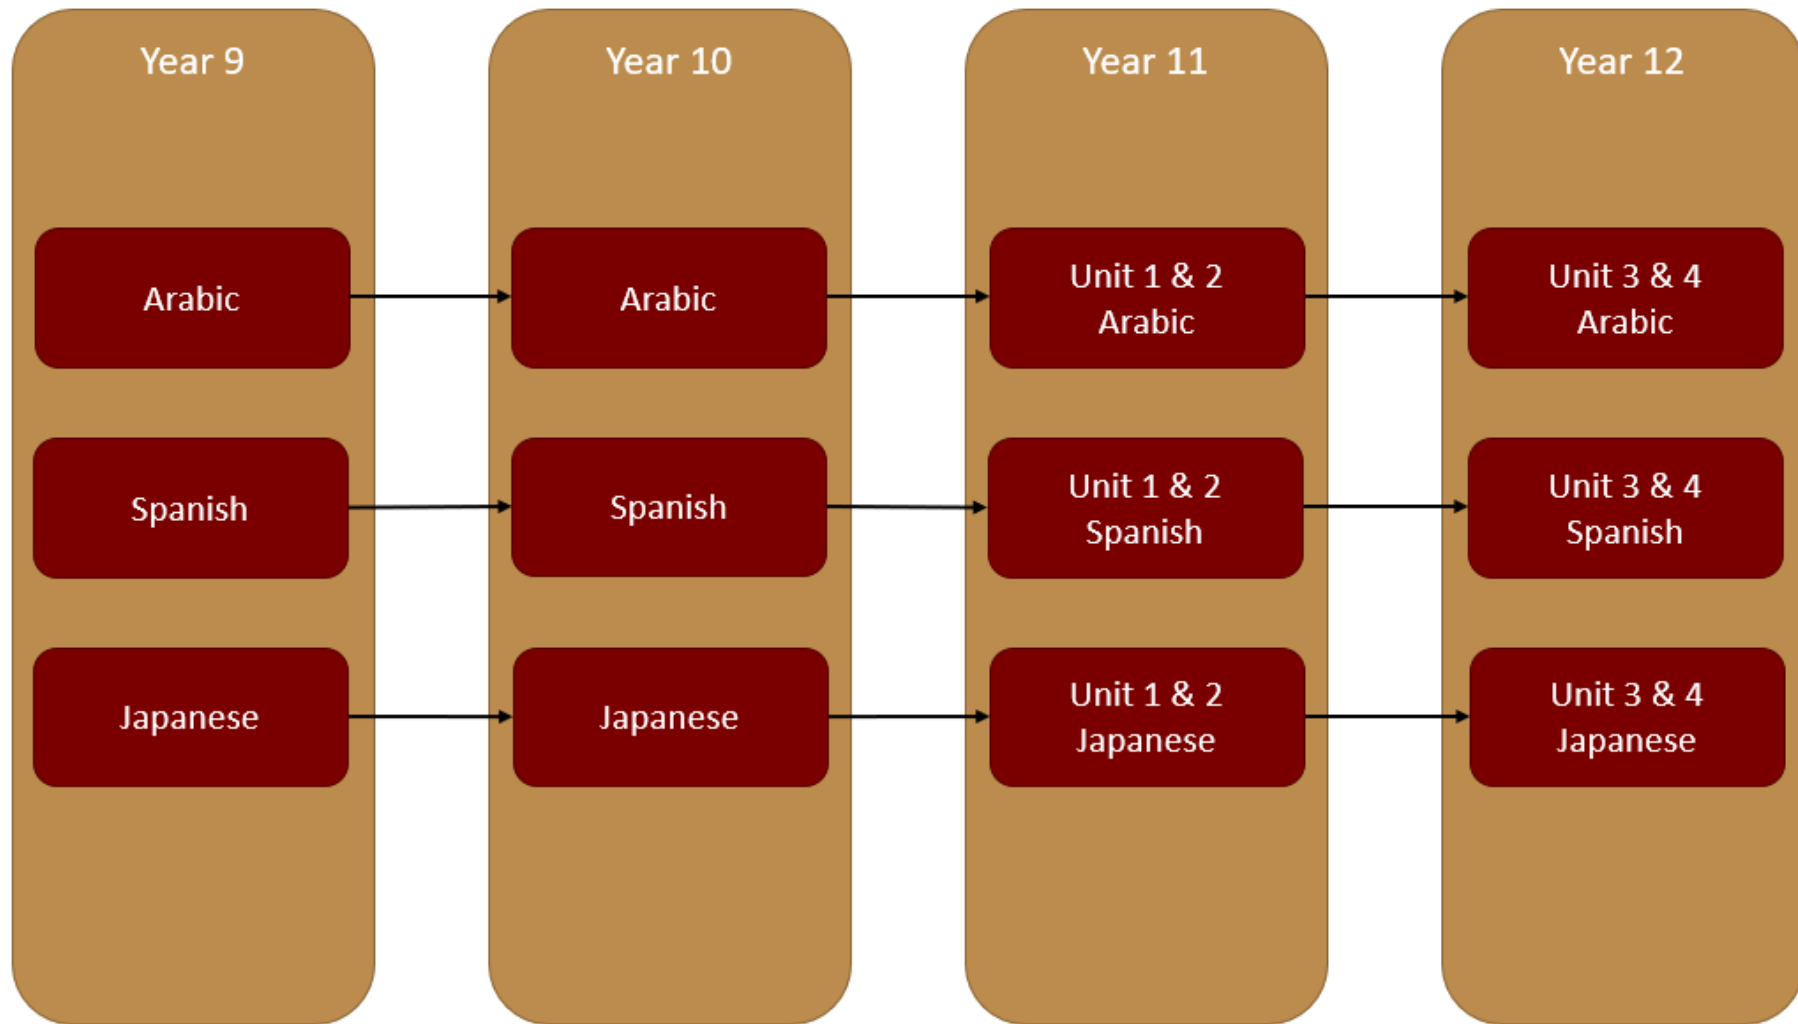 Year 9
Year 10
Year 11
Year 12
Arabic
Arabic
Unit 1 & 2
Arabic
Unit 3 & 4
Arabic
Spanish
Spanish
Unit 1 & 2
Spanish
Unit 3 & 4
Spanish
Japanese
Japanese
Unit 1 & 2
Japanese
Unit 3 & 4
Japanese